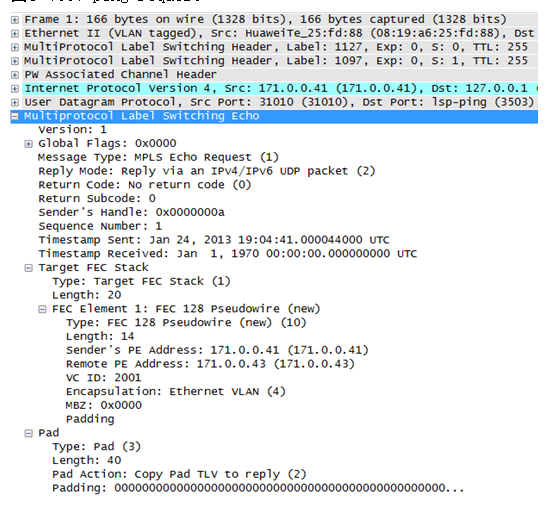 Frame 1: 166 bytes on wire (1328 bits), 166 bytes captured (1328 bits)
Ethernet II (VLAN tagged), Src: HuaweiTe_25:fd:88 (08:19:a6:25:fd:88), Dst
MultiProtocol Label Switching Header, Label: 1127, Exp: 0, S: 0, TTL: 255
MultiProtocol Label Switching Header, Label: 1097, Exp: 0, S: 1, TTL: 255
PW Associated Channel Header
Internet Protocol Version 4, Src: 171.0.0.41 (171.0.0.41), Dst: 127.0.0.1
User Datagram Protocol, Src Port: 31010 (31010), Dst Port: lsp-ping (3503)
Multiprotocol Label Switching Echo
Version: 1
Global Flags: 0x0000
Message Type: MPLS Echo Request (1)
Reply Mode: Reply via an IPv4/IPv6 UDP packet (2)
Return Code: No return code (0)
Return Subcode: 0
Sender's Handle: 0x0000000a
Sequence Number: 1
Timestamp Sent: Jan 24, 2013 19:04:41.000044000 UTC
Timestamp Received: Jan  1, 1970 00:00:00.000000000 UTC
Target FEC Stack
Type: Target FEC Stack (1)
Length: 20
FEC Element 1: FEC 128 Pseudowire (new)
Type: FEC 128 Pseudowire (new) (10)
Length: 14
Sender's PE Address: 171.0.0.41 (171.0.0.41)
Remote PE Address: 171.0.0.43 (171.0.0.43)
VC ID: 2001
Encapsulation: Ethernet VLAN (4)
MBZ: 0x0000
Padding
Pad
Type: Pad (3)
Length: 40
Pad Action: Copy Pad TLV to reply (2)
Padding: 00000000000000000000000000000000000000000000000...